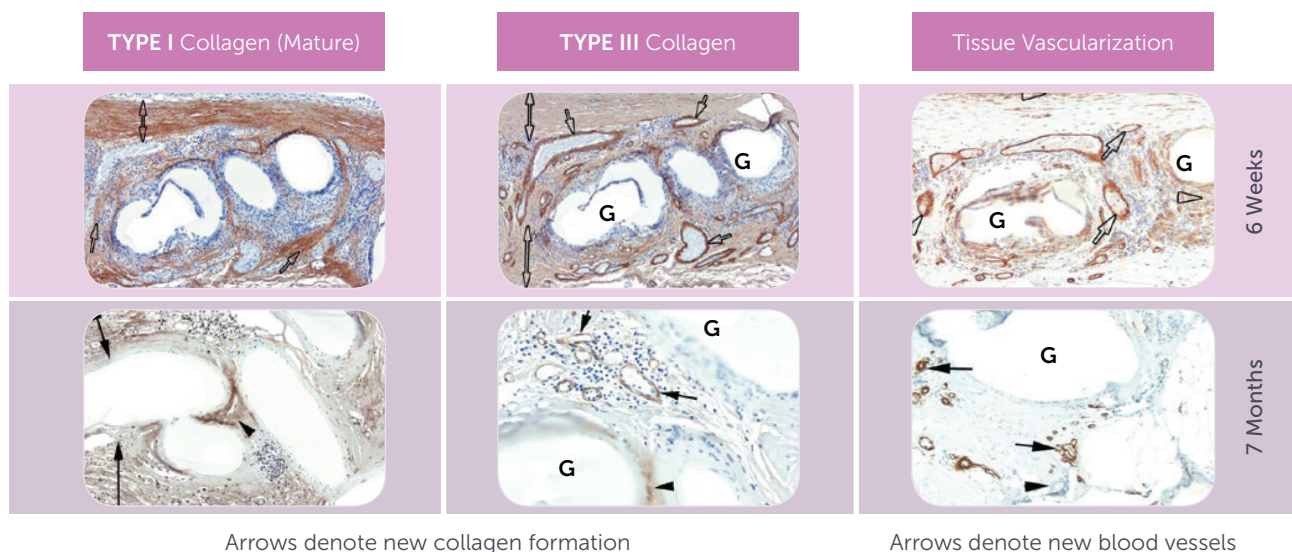 TYPE I Collagen (Mature)
TYPE III Collagen
Tissue Vascularization
G
G
G
G
6 Weeks
G
G
G
7 Months
Arrows denote new collagen formation
Arrows denote new blood vessels